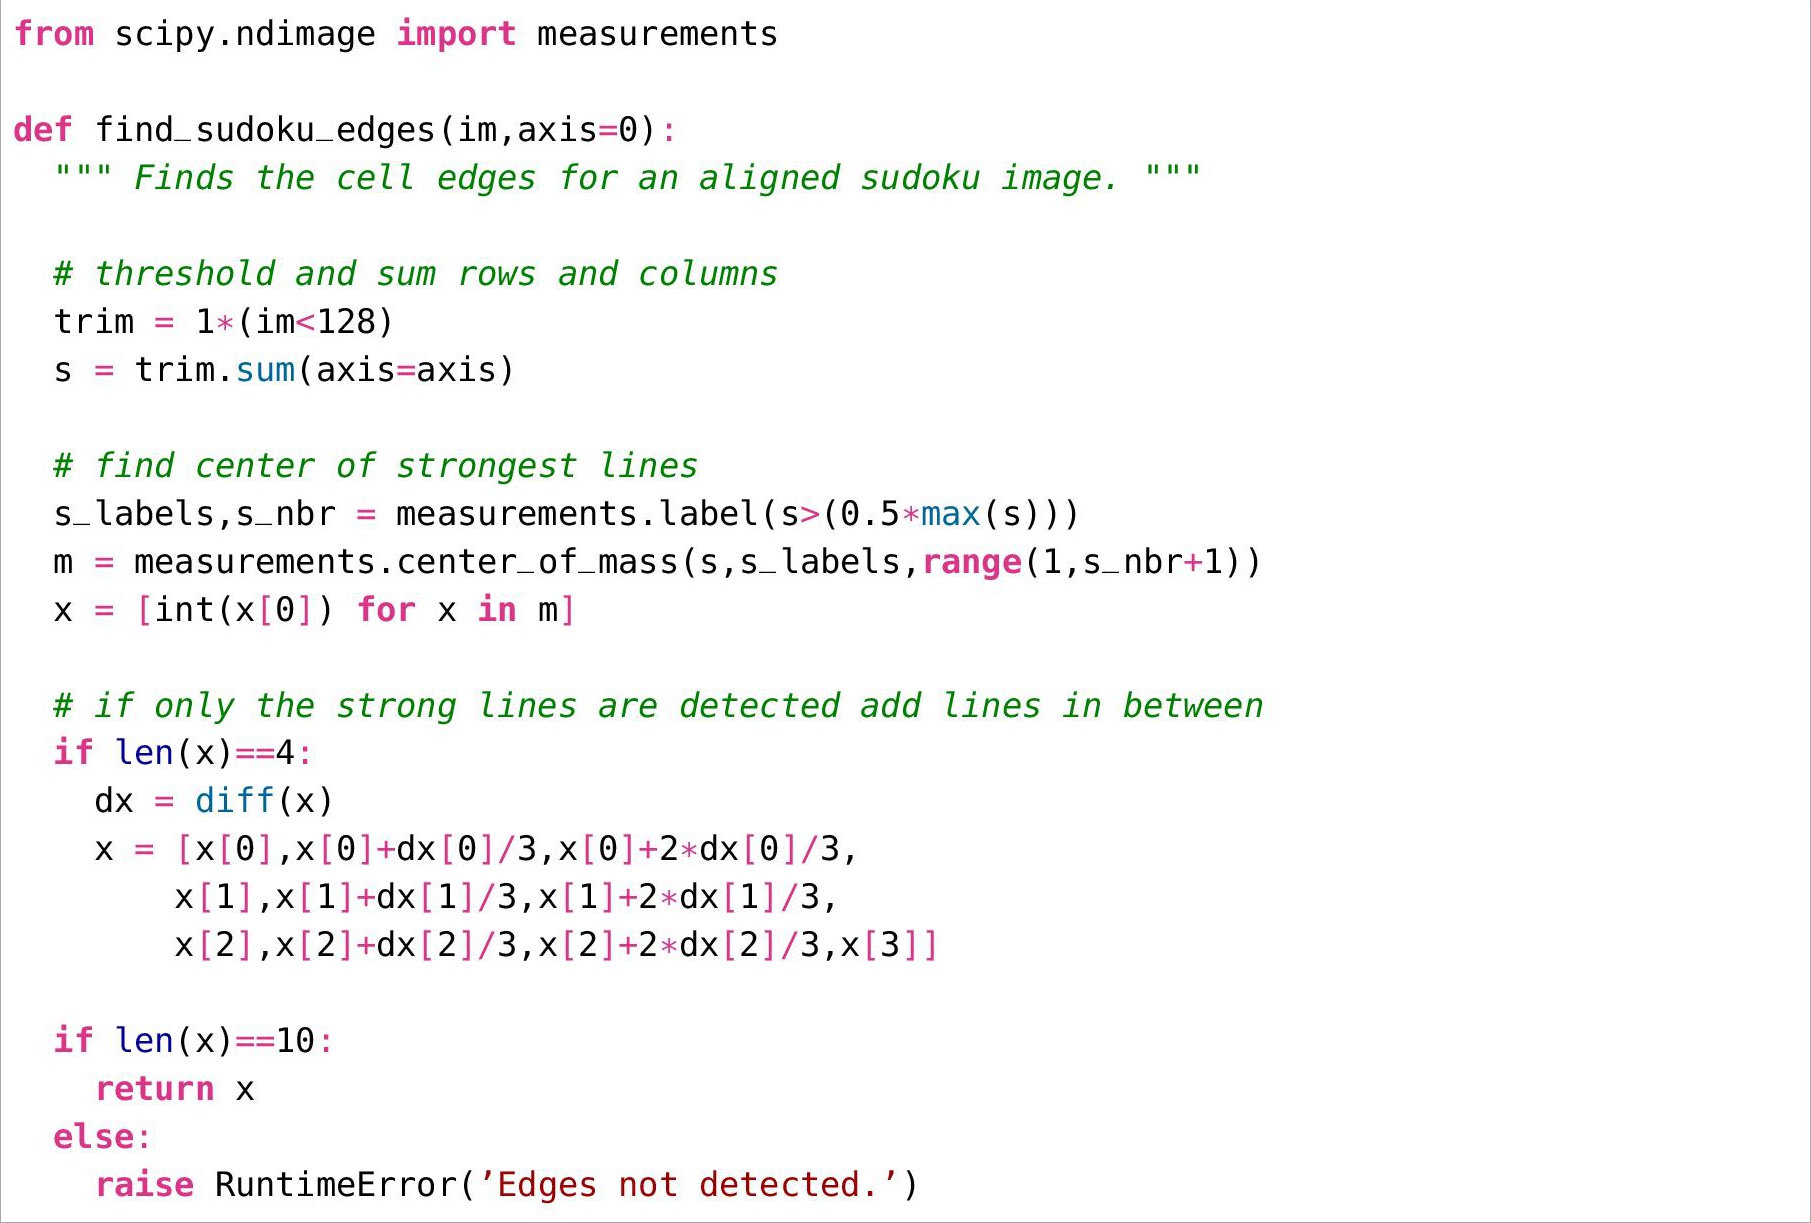 from scipy.ndimage import measurements
def find_sudoku_edges(im,axis=0):
""" Finds the cell edges for an aligned sudoku image. """
# threshold and sum rows and columns
trim = 1*(im<128)
s = trim.sum(axis=axis)
# find center of strongest lines
s_labels,s_nbr = measurements.label(s>(0.5*max(s)))
m = measurements.center_of_mass(s,s_labels,range(1,s_nbr+1))
x = [int(x[0]) for x in m]
# if only the strong lines are detected add lines in between
if len(x)==4:
dx = diff(x)
x = [x[0],x[0]+dx[0]/3,x[0]+2*dx[0]/3,
x[1],x[1]+dx[1]/3,x[1]+2*dx[1]/3,
x[2],x[2]+dx[2]/3,x[2]+2*dx[2]/3,x[3]]
if len(x)==10:
return x
else:
raise RuntimeError(’Edges not detected.’)